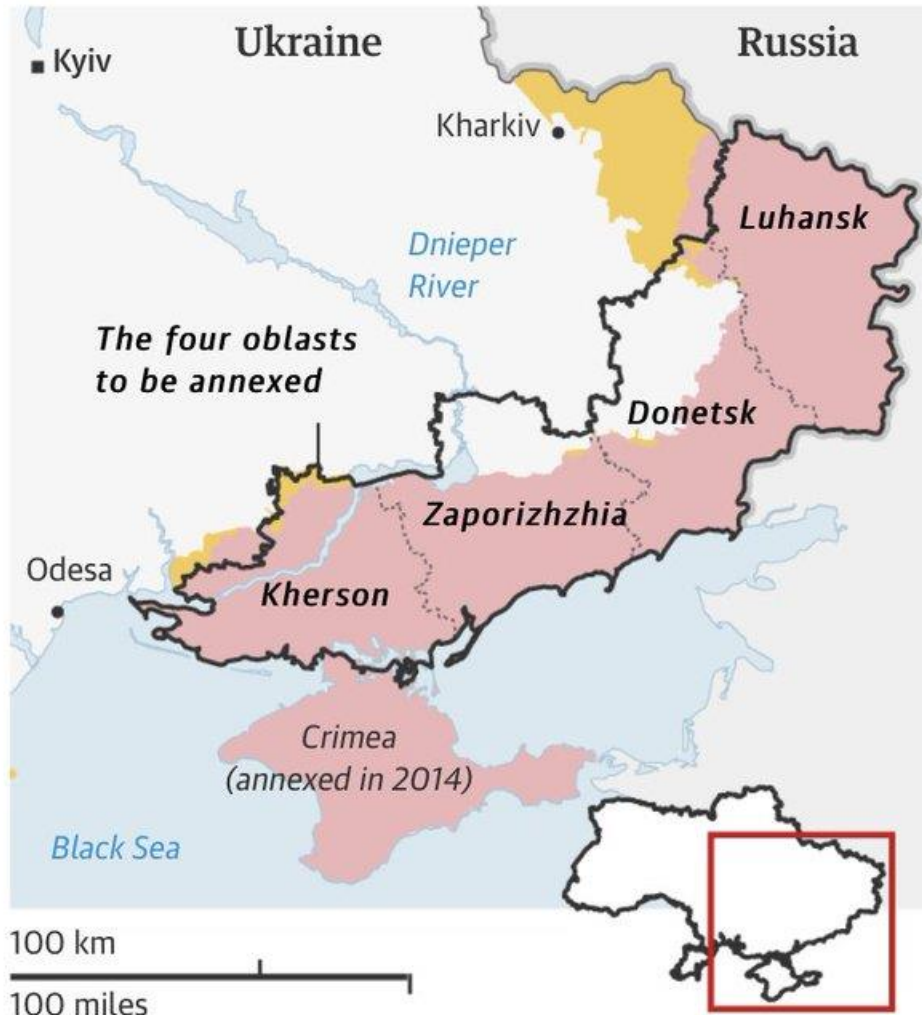 Ukraine
Russia
Kyiv
Kharkiv
Luhansk
Dnieper
River
The four oblasts
to be annexed
Donetsk
Zaporizhzhia
Odesa
Kherson
Crimea
(annexed in 2014)
Black Sea
100 km
100 miles